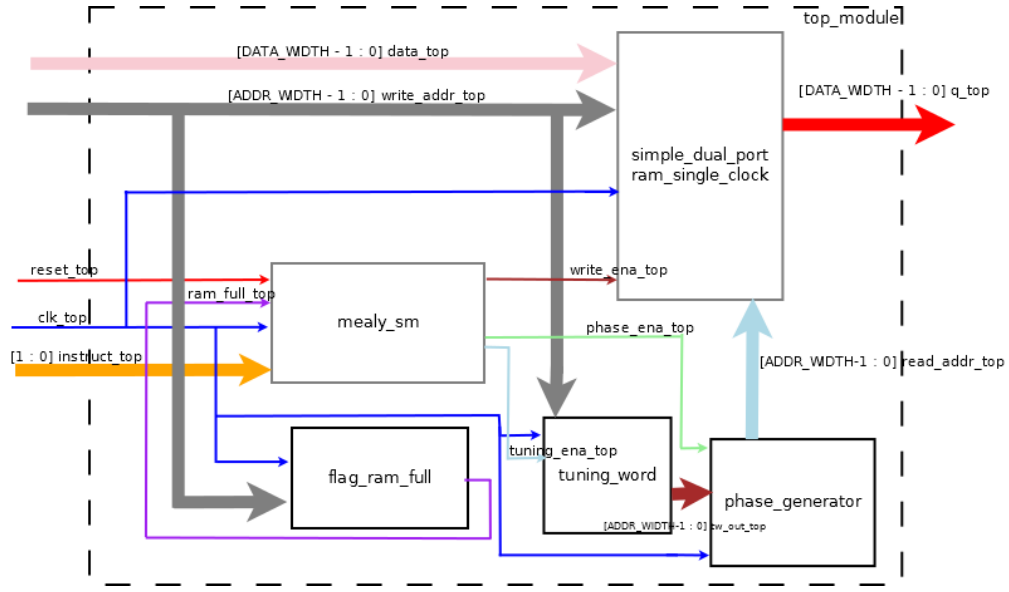 top_module
[DATA_WIDTH - 1 : 0] data_top
[DATA_WIDTH - 1 : 0] q_top
[ADDR_WIDTH - 1 : 0] write_addr_top
simple_dual_port
ram_single_clock
reset_top
write_ena_top
ram_full_top
clk_top
mealy_sm
phase_ena_top
[1 : 0] instruct_top
[ADDR_WIDTH-1 : 0] read_addr_top
tuning_ena_top
flag_ram_full
tuning_word
phase_generator
[ADDR_WIDTH-1 : 0] tw_out_top